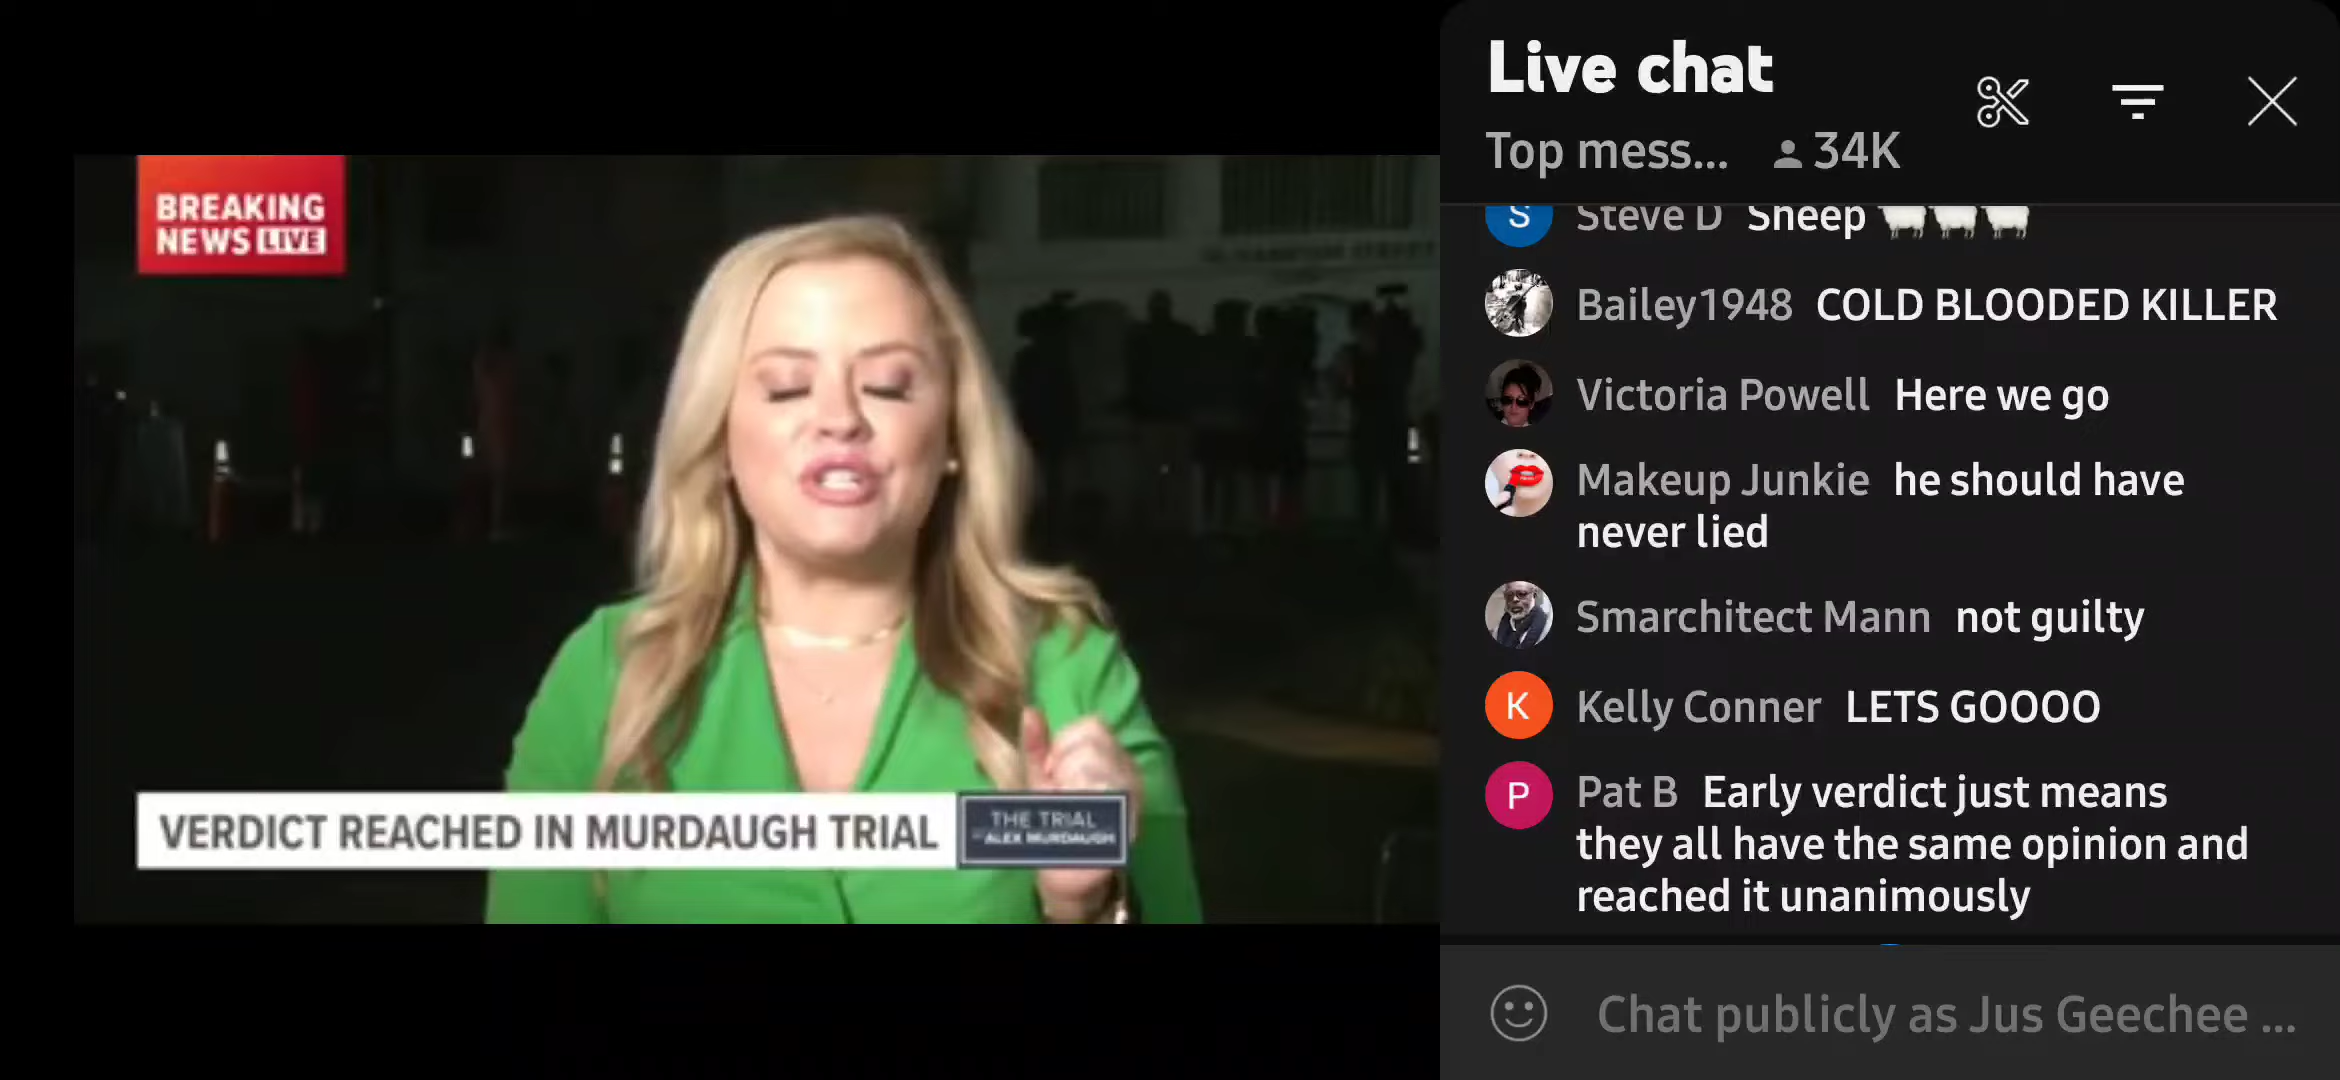 BREAKING
NEWS LIVE
VERDICT REACHED IN MURDAUGH TRIAL
THE TRIAL
ALEX MURDAUGH
Live chat
Top mess... 34K
S Steve D Sheep 🐑🐑🐑
Bailey1948 COLD BLOODED KILLER
Victoria Powell Here we go
Makeup Junkie he should have
never lied
Smarchitect Mann not guilty
K Kelly Conner LETS GOOOO
P Pat B Early verdict just means
they all have the same opinion and
reached it unanimously
Chat publicly as Jus Geechee ...